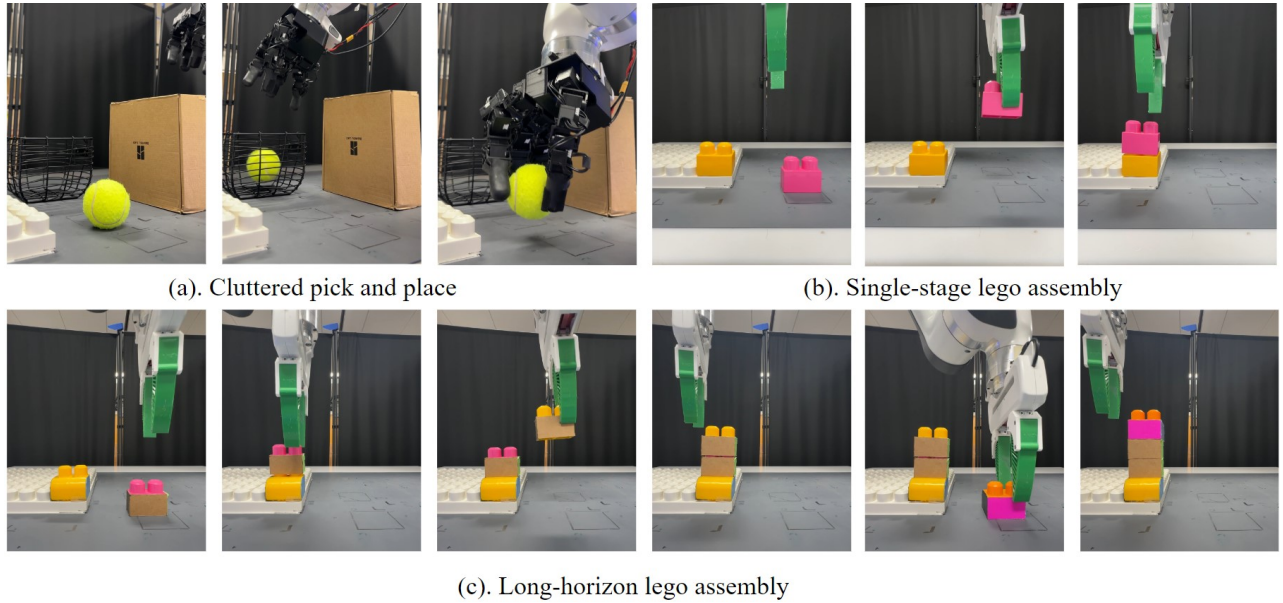 (a). Cluttered pick and place
(b). Single-stage lego assembly
(c). Long-horizon lego assembly